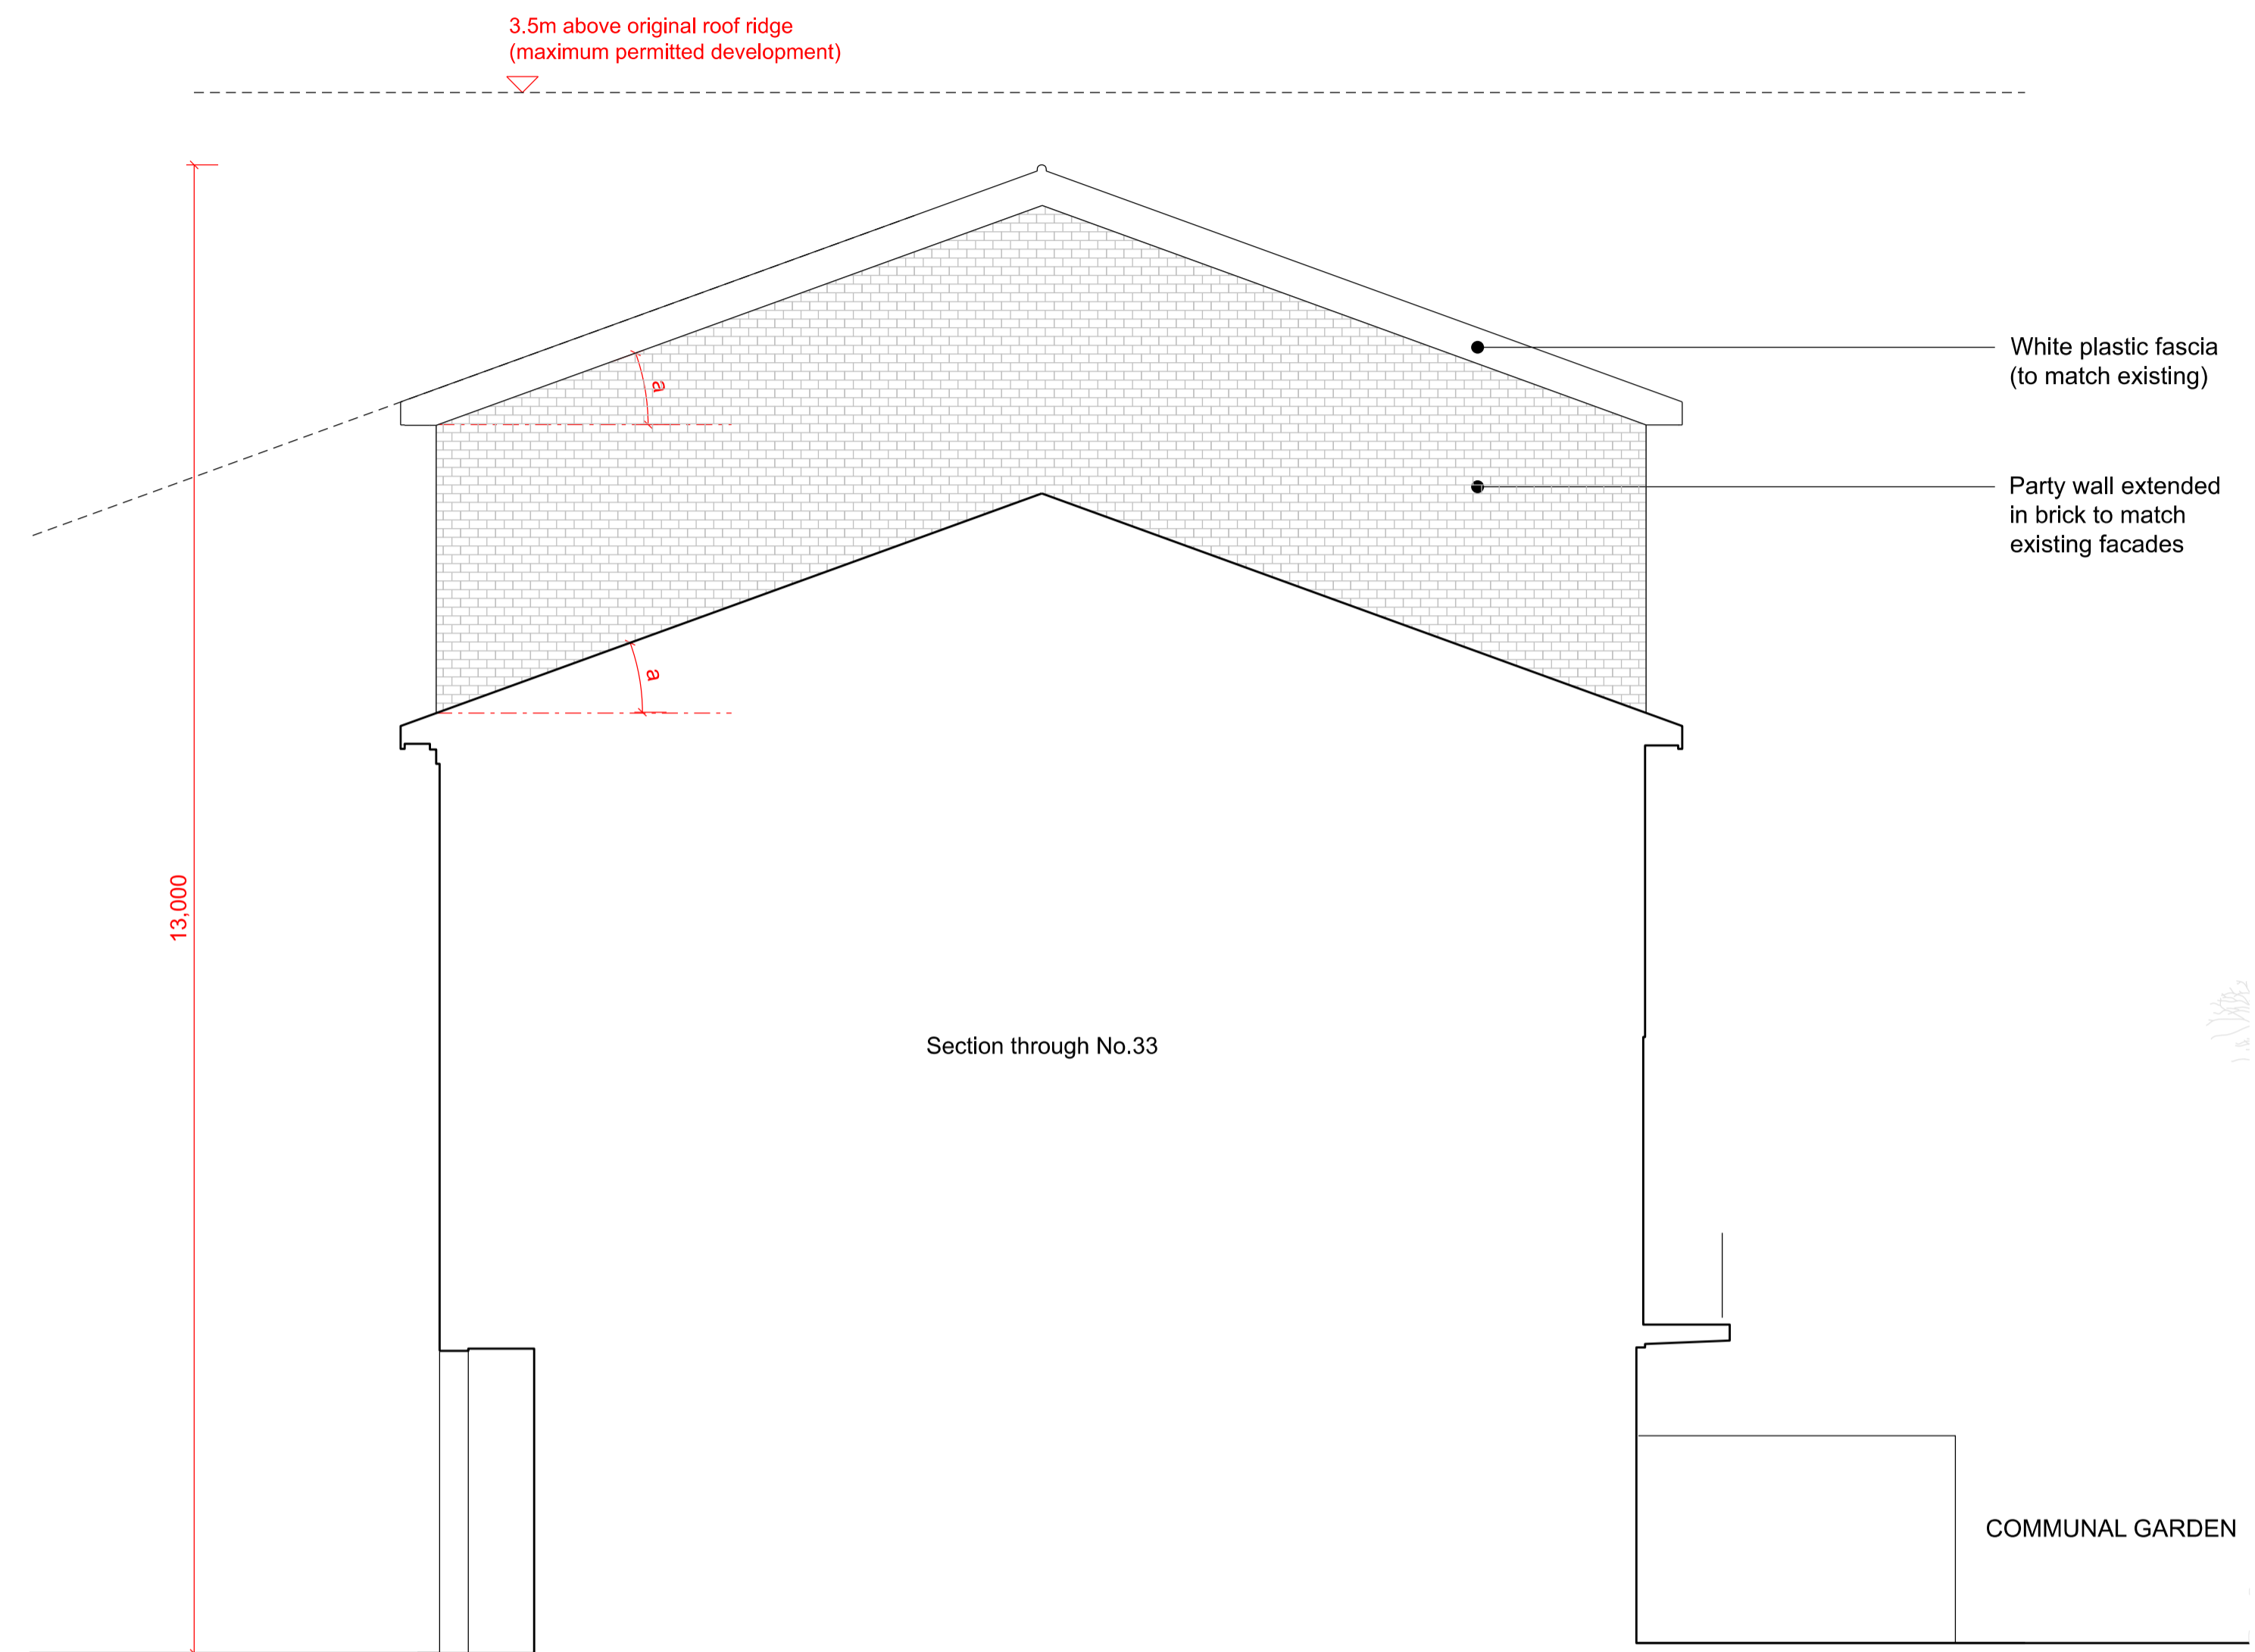 3.5m above original roof ridge
(maximum permitted development)
White plastic fascia
(to match existing)
a
Party wall extended
in brick to match
existing facades
a
13,000
Section through No.33
COMMUNAL GARDEN